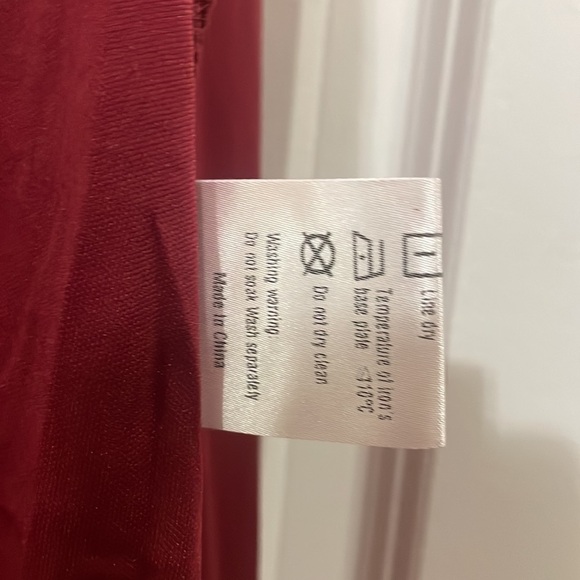 Line dry
Temperature of iron's
base plate ≤110°C
Do not dry clean
Washing warning:
Do not soak Wash separately
Made In China